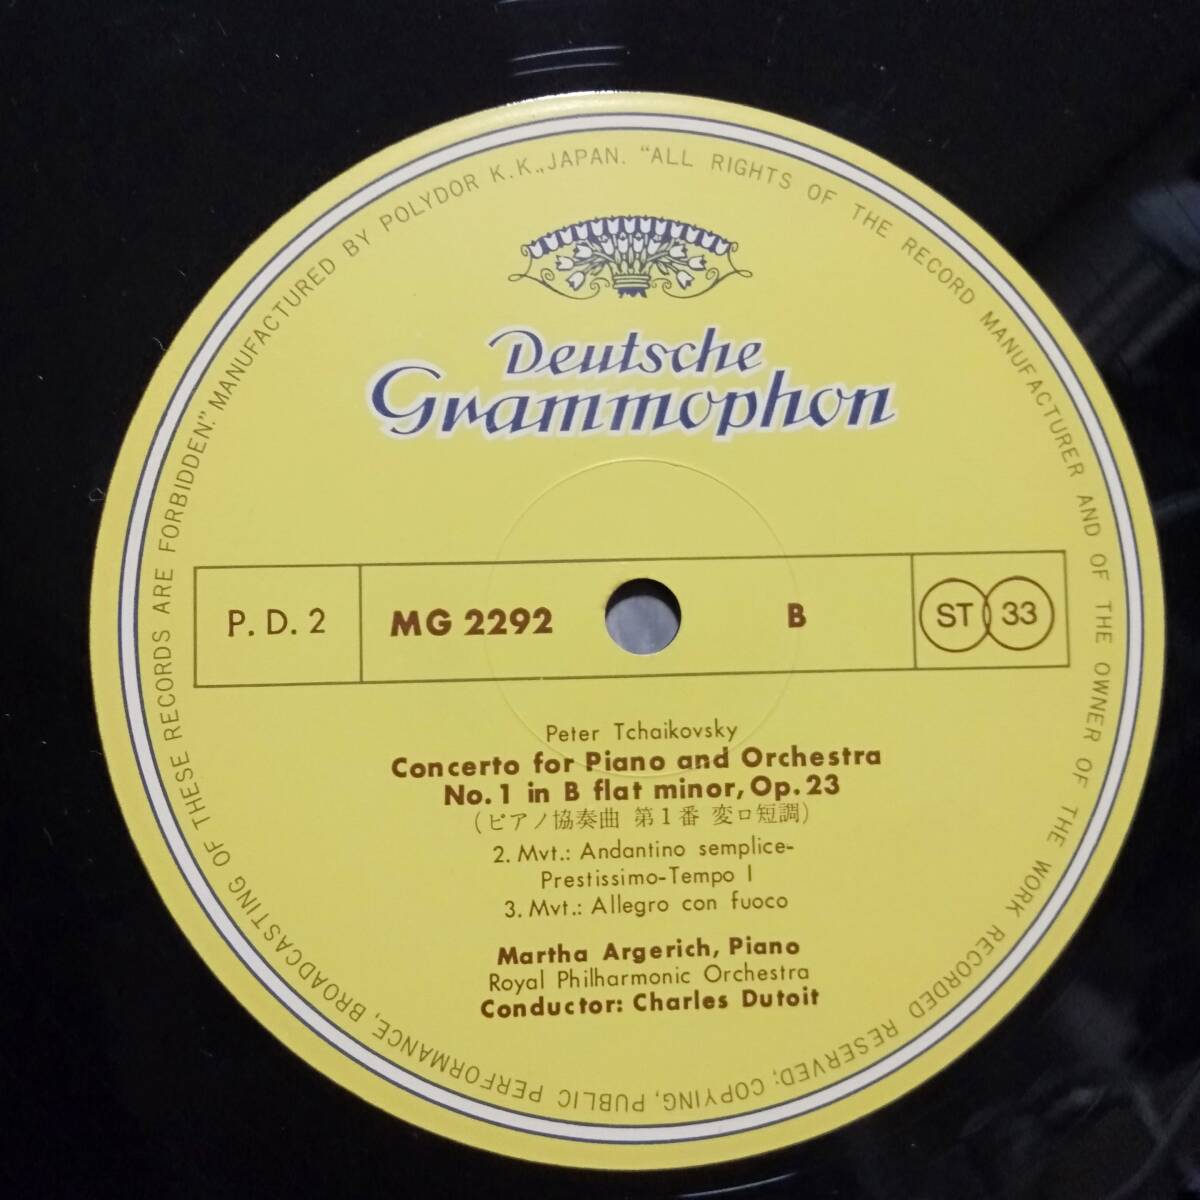 MANUFACTURED BY POLYDOR K.K., JAPAN. "ALL RIGHTS OF THE RECORD MANUFACTURER AND OF THE OWNER OF THE WORK RECORDED RESERVED; COPYING, PUBLIC PERFORMANCE, BROADCASTING OF THESE RECORDS ARE FORBIDDEN."
Deutsche
Grammophon
P. D. 2 MG 2292 B ST 33
Peter Tchaikovsky
Concerto for Piano and Orchestra
No. 1 in B flat minor, Op. 23
(ピアノ協奏曲 第1番 変ロ短調)
2. Mvt.: Andantino semplice-
Prestissimo-Tempo I
3. Mvt.: Allegro con fuoco
Martha Argerich, Piano
Royal Philharmonic Orchestra
Conductor: Charles Dutoit